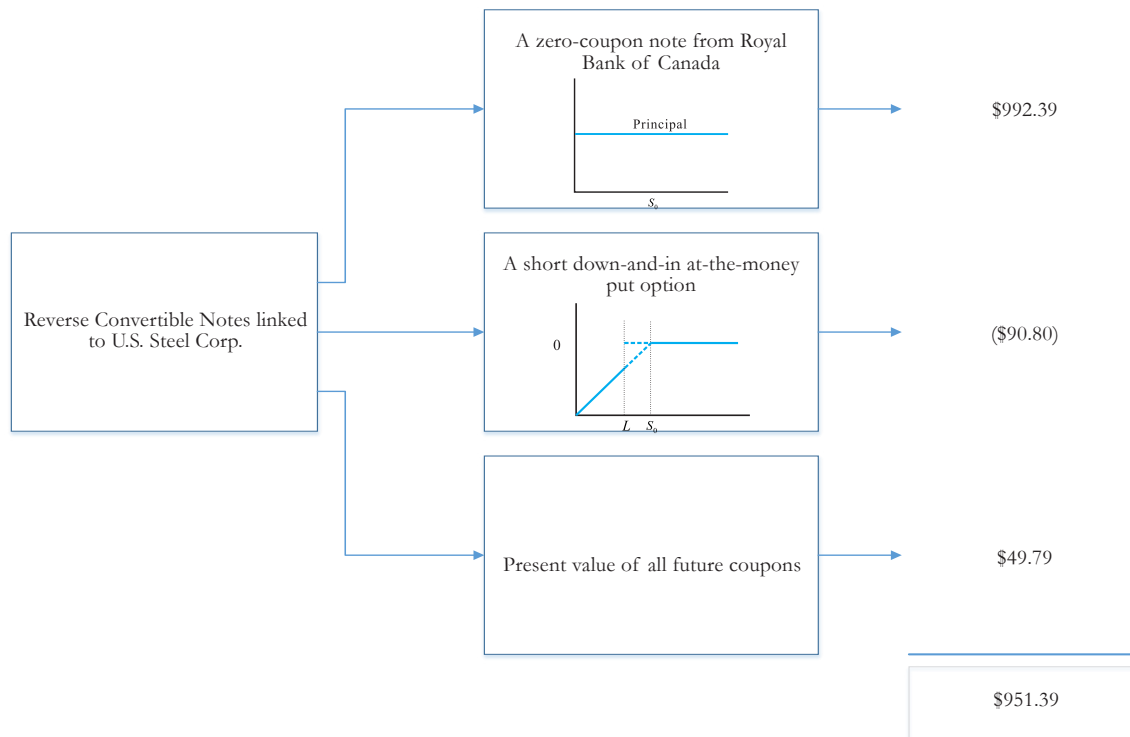 A zero-coupon note from Royal
Bank of Canada
Principal
S₀
$992.39
Reverse Convertible Notes linked
to U.S. Steel Corp.
A short down-and-in at-the-money
put option
0
L S₀
($90.80)
Present value of all future coupons
$49.79
$951.39